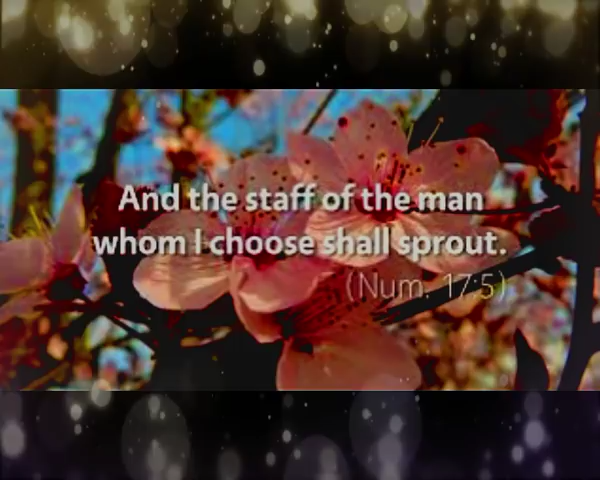 And the staff of the man
whom I choose shall sprout.
(Num. 17:5)